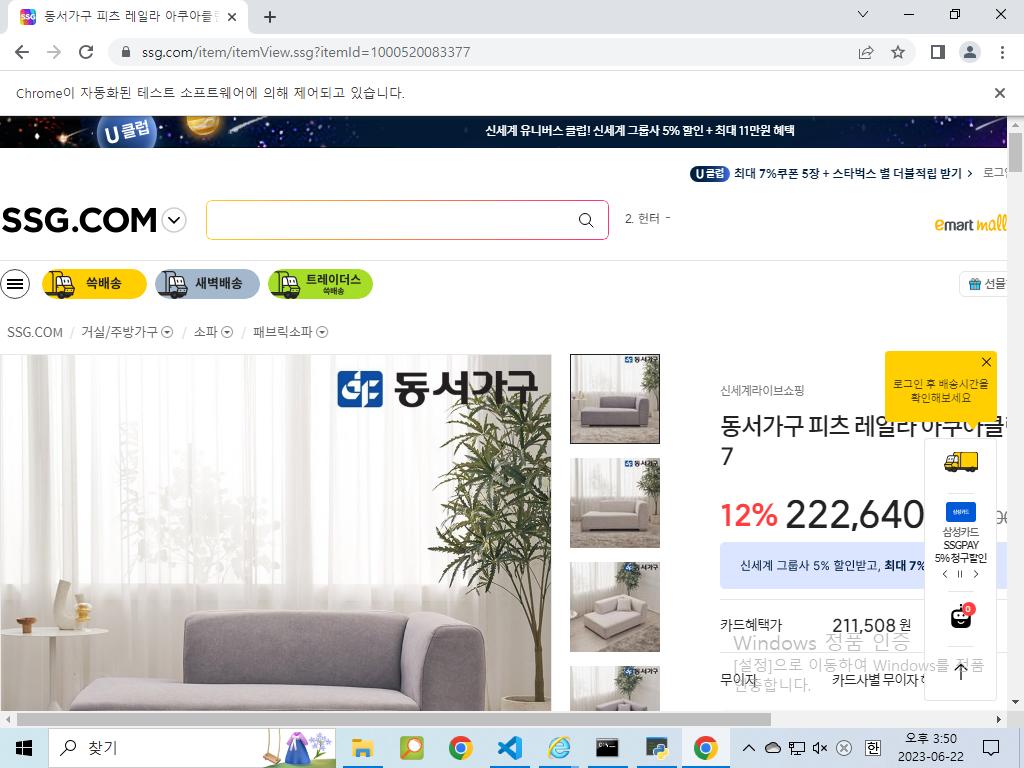 동서가구 피츠 레일라 아쿠아클
ssg.com/item/itemView.ssg?itemId=1000520083377
Chrome이 자동화된 테스트 소프트웨어에 의해 제어되고 있습니다.
U 클럽
신세계 유니버스 클럽! 신세계 그룹사 5% 할인 + 최대 11만원 혜택
U 클럽 최대 7%쿠폰 5장 + 스타벅스 별 더블적립 받기 >
SSG.COM
2. 헌터 -
emart mall
쓱배송
새벽배송
트레이더스
쓱배송
선물
SSG.COM / 거실/주방가구 / 소파 / 패브릭소파
동서가구
로그인 후 배송시간을
확인해보세요
신세계라이브쇼핑
동서가구 피츠 레일라 아쿠아클
7
12% 222,640
삼성카드
삼성카드
SSGPAY
5% 청구할인
신세계 그룹사 5% 할인받고, 최대 7%
0
카드혜택가 211,508 원
Windows 정품 인증
[설정]으로 이동하여 Windows를 정품
인증합니다.
무이자 카드사별 무이자
찾기
오후 3:50
2023-06-22
한